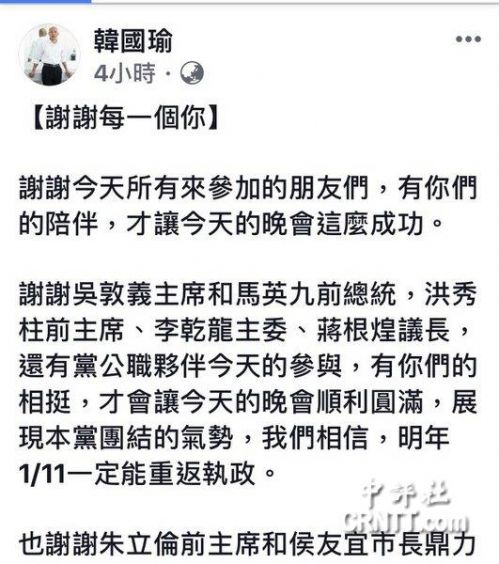 韓國瑜
4小時·
【謝謝每一個你】
謝謝今天所有來參加的朋友們，有你們
的陪伴，才讓今天的晚會這麼成功。
謝謝吳敦義主席和馬英九前總統，洪秀
柱前主席、李乾龍主委、蔣根煌議長，
還有黨公職夥伴今天的參與，有你們的
相挺，才會讓今天的晚會順利圓滿，展
現本黨團結的氣勢，我們相信，明年
1/11一定能重返執政。
中評社
CRNTT.com
也謝謝朱立倫前主席和侯友宜市長鼎力